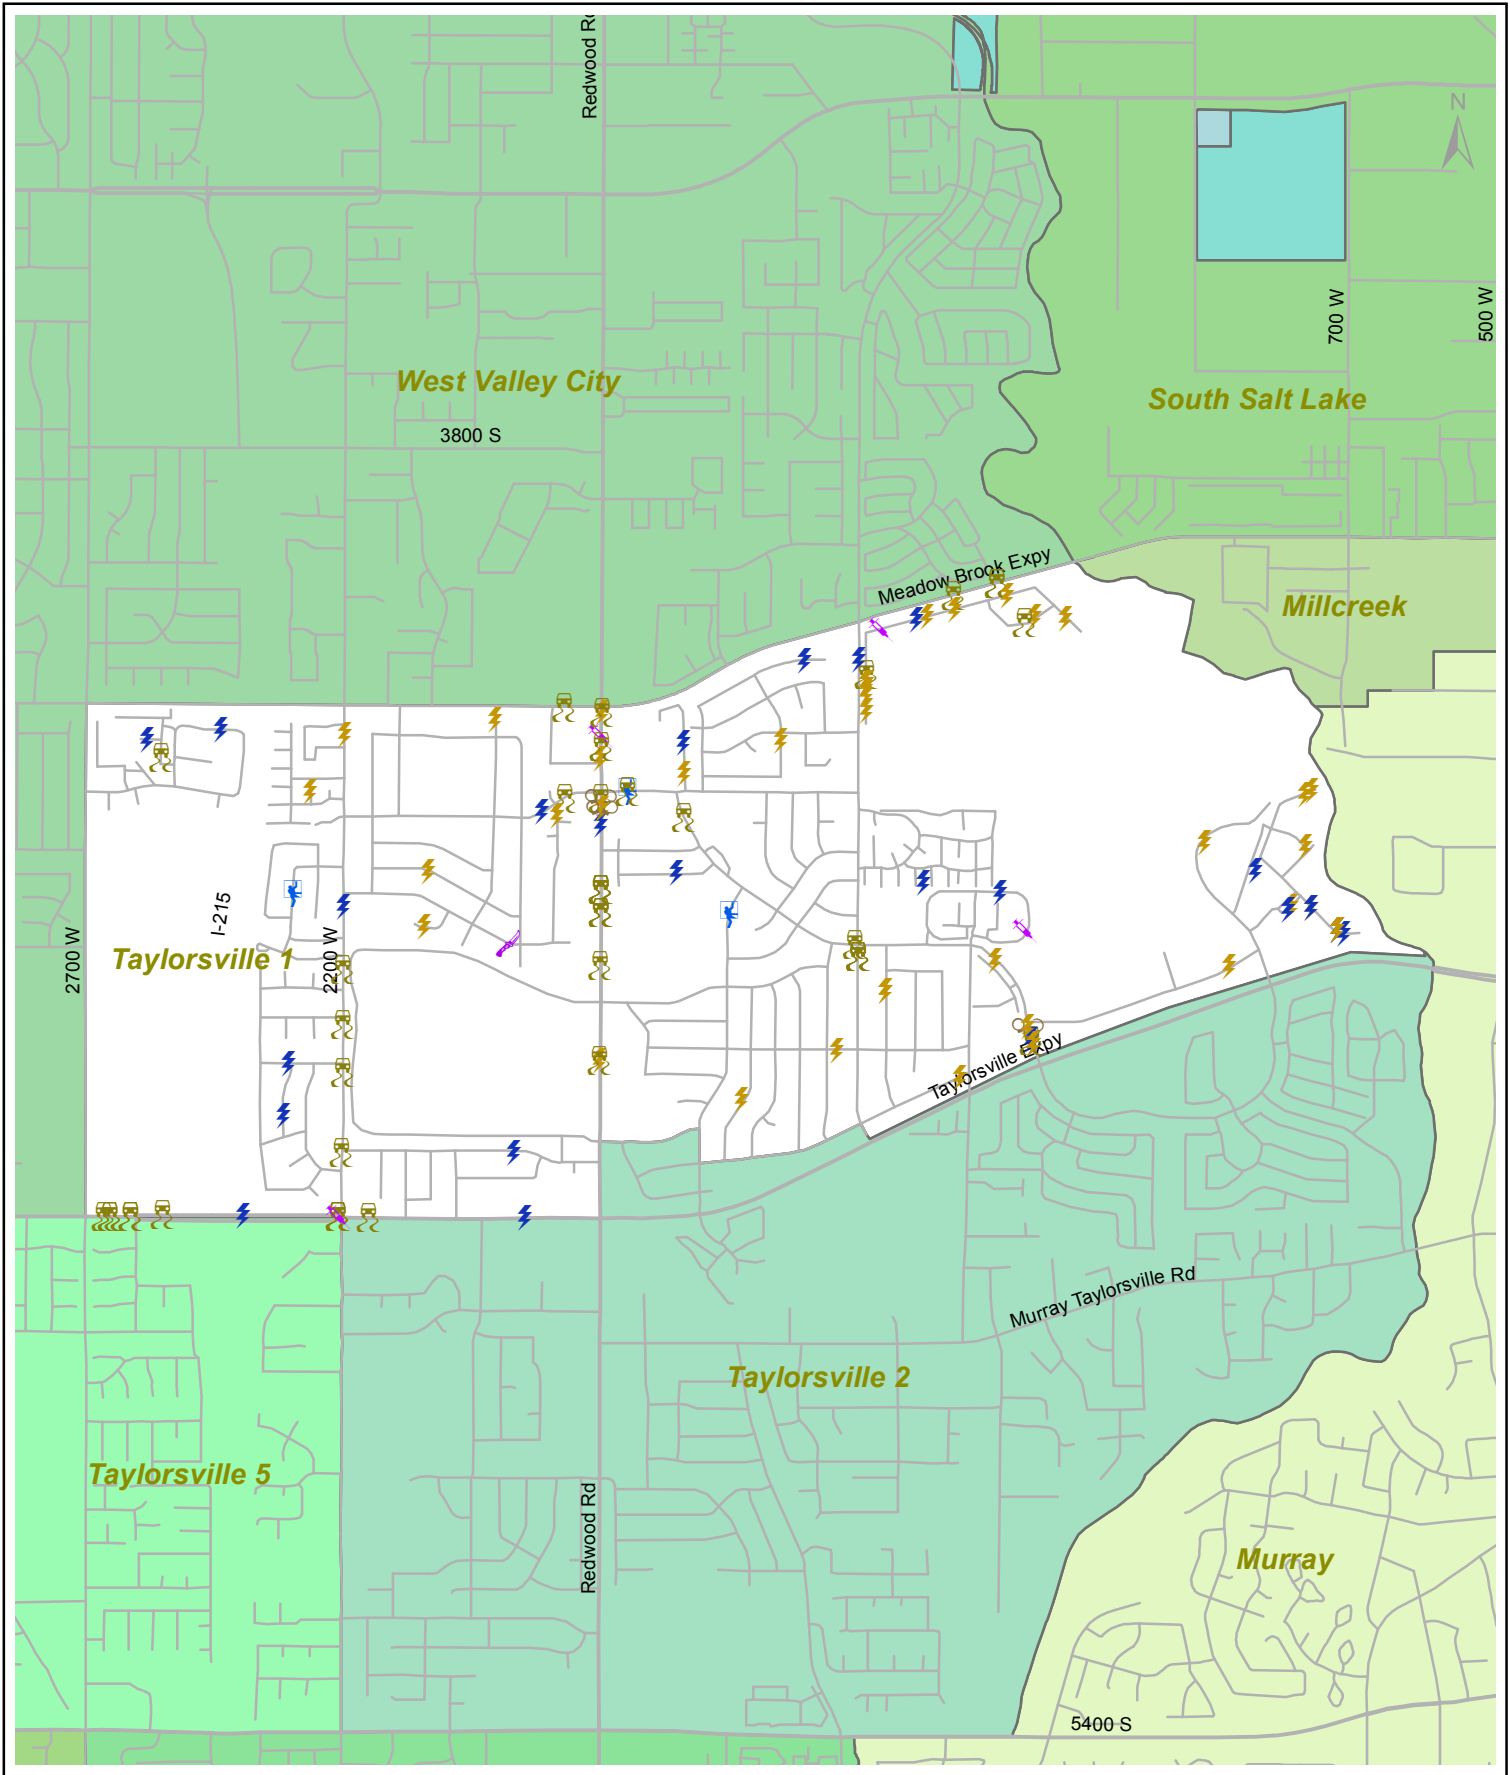 Redwood Rd
N
700 W
500 W
West Valley City
South Salt Lake
3800 S
Meadow Brook Expy
Millcreek
I-215
2700 W
Taylorsville 1
2200 W
Taylorsville Expy
Murray Taylorsville Rd
Taylorsville 2
Taylorsville 5
Redwood Rd
Murray
5400 S